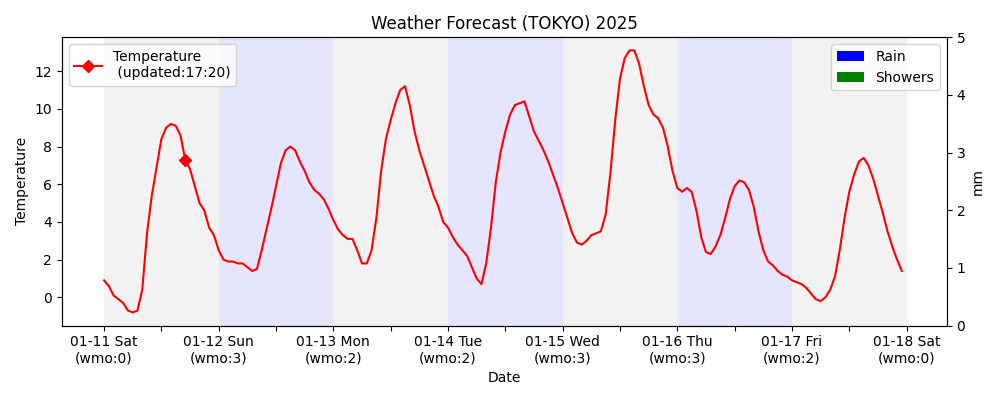 Weather Forecast (TOKYO) 2025
Temperature
(updated:17:20)
Rain
Showers
Temperature
12
10
8
6
4
2
0
5
4
3
2
1
0
mm
01-11 Sat
(wmo:0)
01-12 Sun
(wmo:3)
01-13 Mon
(wmo:2)
01-14 Tue
(wmo:2)
01-15 Wed
(wmo:3)
01-16 Thu
(wmo:3)
01-17 Fri
(wmo:2)
01-18 Sat
(wmo:0)
Date